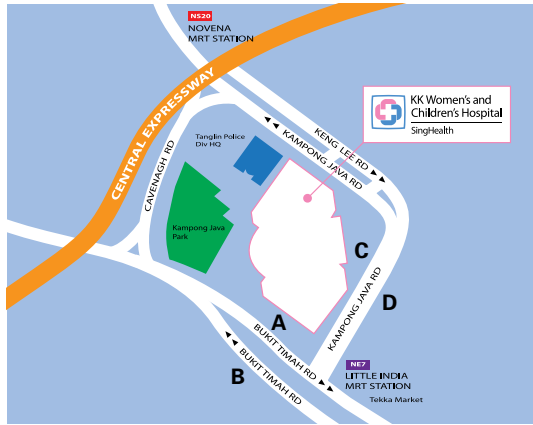 NS20
NOVENA
MRT STATION
CENTRAL EXPRESSWAY
KK Women's and
Children's Hospital
SingHealth
Tanglin Police
Div HQ
KENG LEE RD
KAMPONG JAVA RD
CAVENAGH RD
Kampong Java
Park
C
D
KAMPONG JAVA RD
A
BUKIT TIMAH RD
B
BUKIT TIMAH RD
NE7
LITTLE INDIA
MRT STATION
Tekka Market